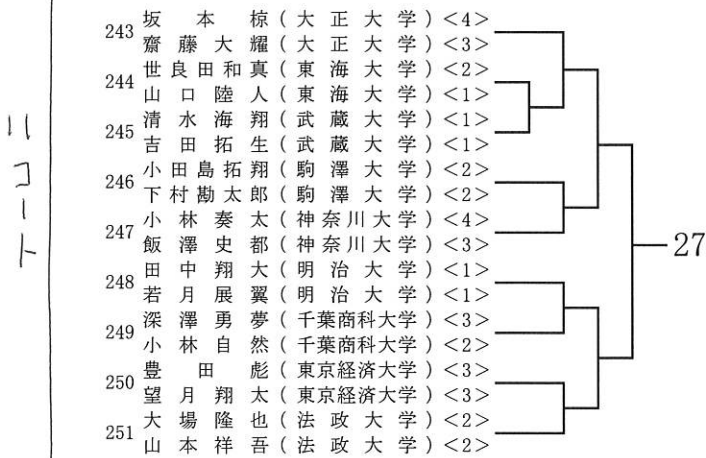 243
坂本椋(大正大学)<4>
齋藤大耀(大正大学)<3>
244
世良田和真(東海大学)<2>
山口陸人(東海大学)<1>
245
清水海翔(武蔵大学)<1>
吉田拓生(武蔵大学)<1>
246
小田島拓翔(駒澤大学)<2>
下村勘太郎(駒澤大学)<2>
247
小林奏太(神奈川大学)<4>
飯澤史都(神奈川大学)<3>
248
田中翔大(明治大学)<1>
若月展翼(明治大学)<1>
249
深澤勇夢(千葉商科大学)<3>
小林自然(千葉商科大学)<2>
250
豊田彪(東京経済大学)<3>
望月翔太(東京経済大学)<3>
251
大場隆也(法政大学)<2>
山本祥吾(法政大学)<2>
27
コート